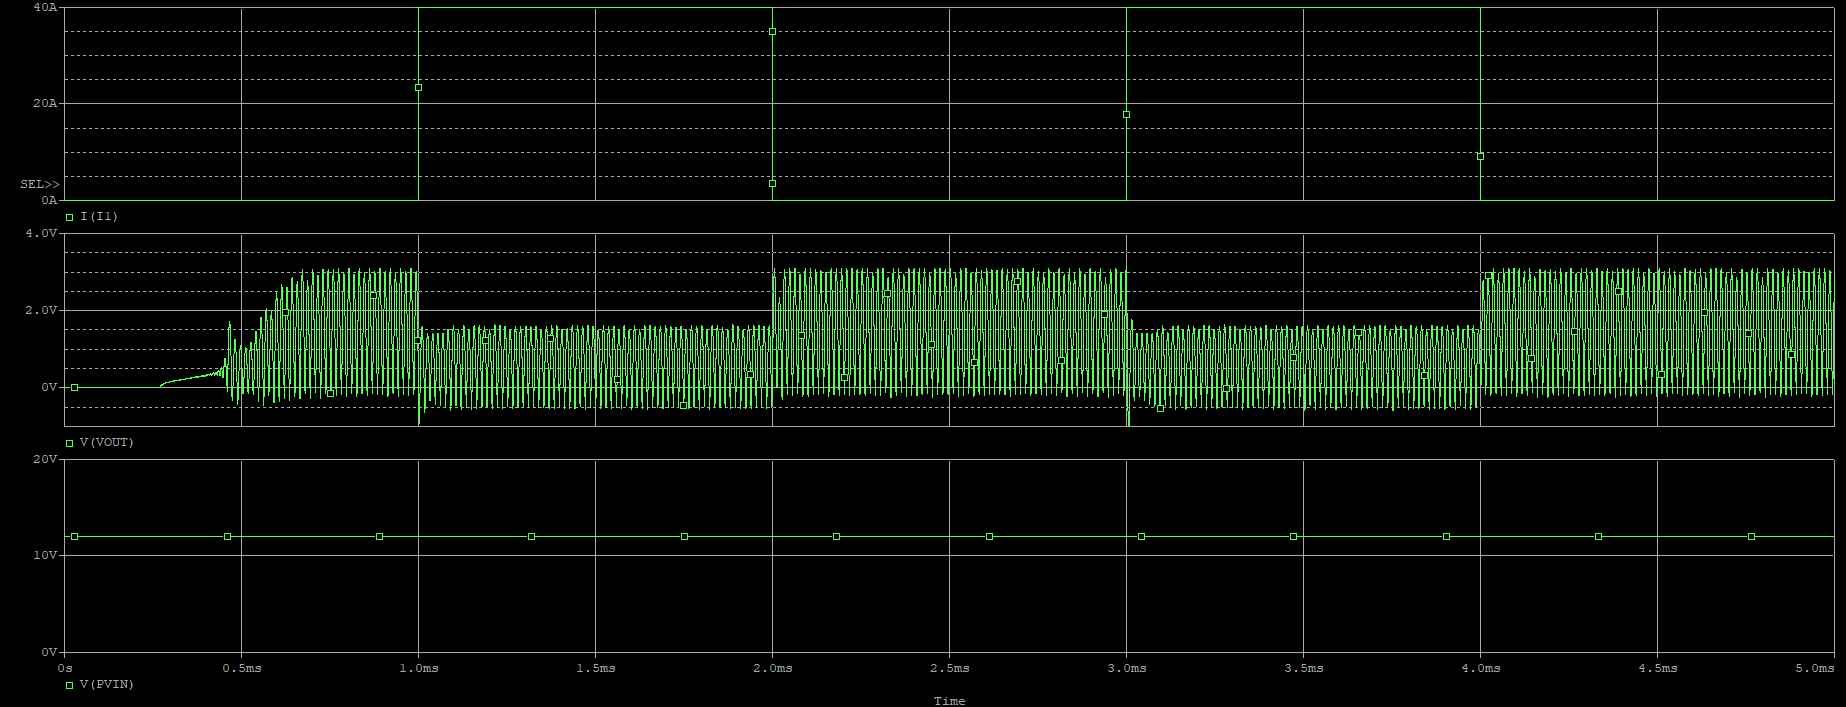 40A
20A
SEL>>
0A
I(I1)
4.0V
2.0V
0V
V(VOUT)
20V
10V
0V
0s 0.5ms 1.0ms 1.5ms 2.0ms 2.5ms 3.0ms 3.5ms 4.0ms 4.5ms 5.0ms
V(PVIN)
Time